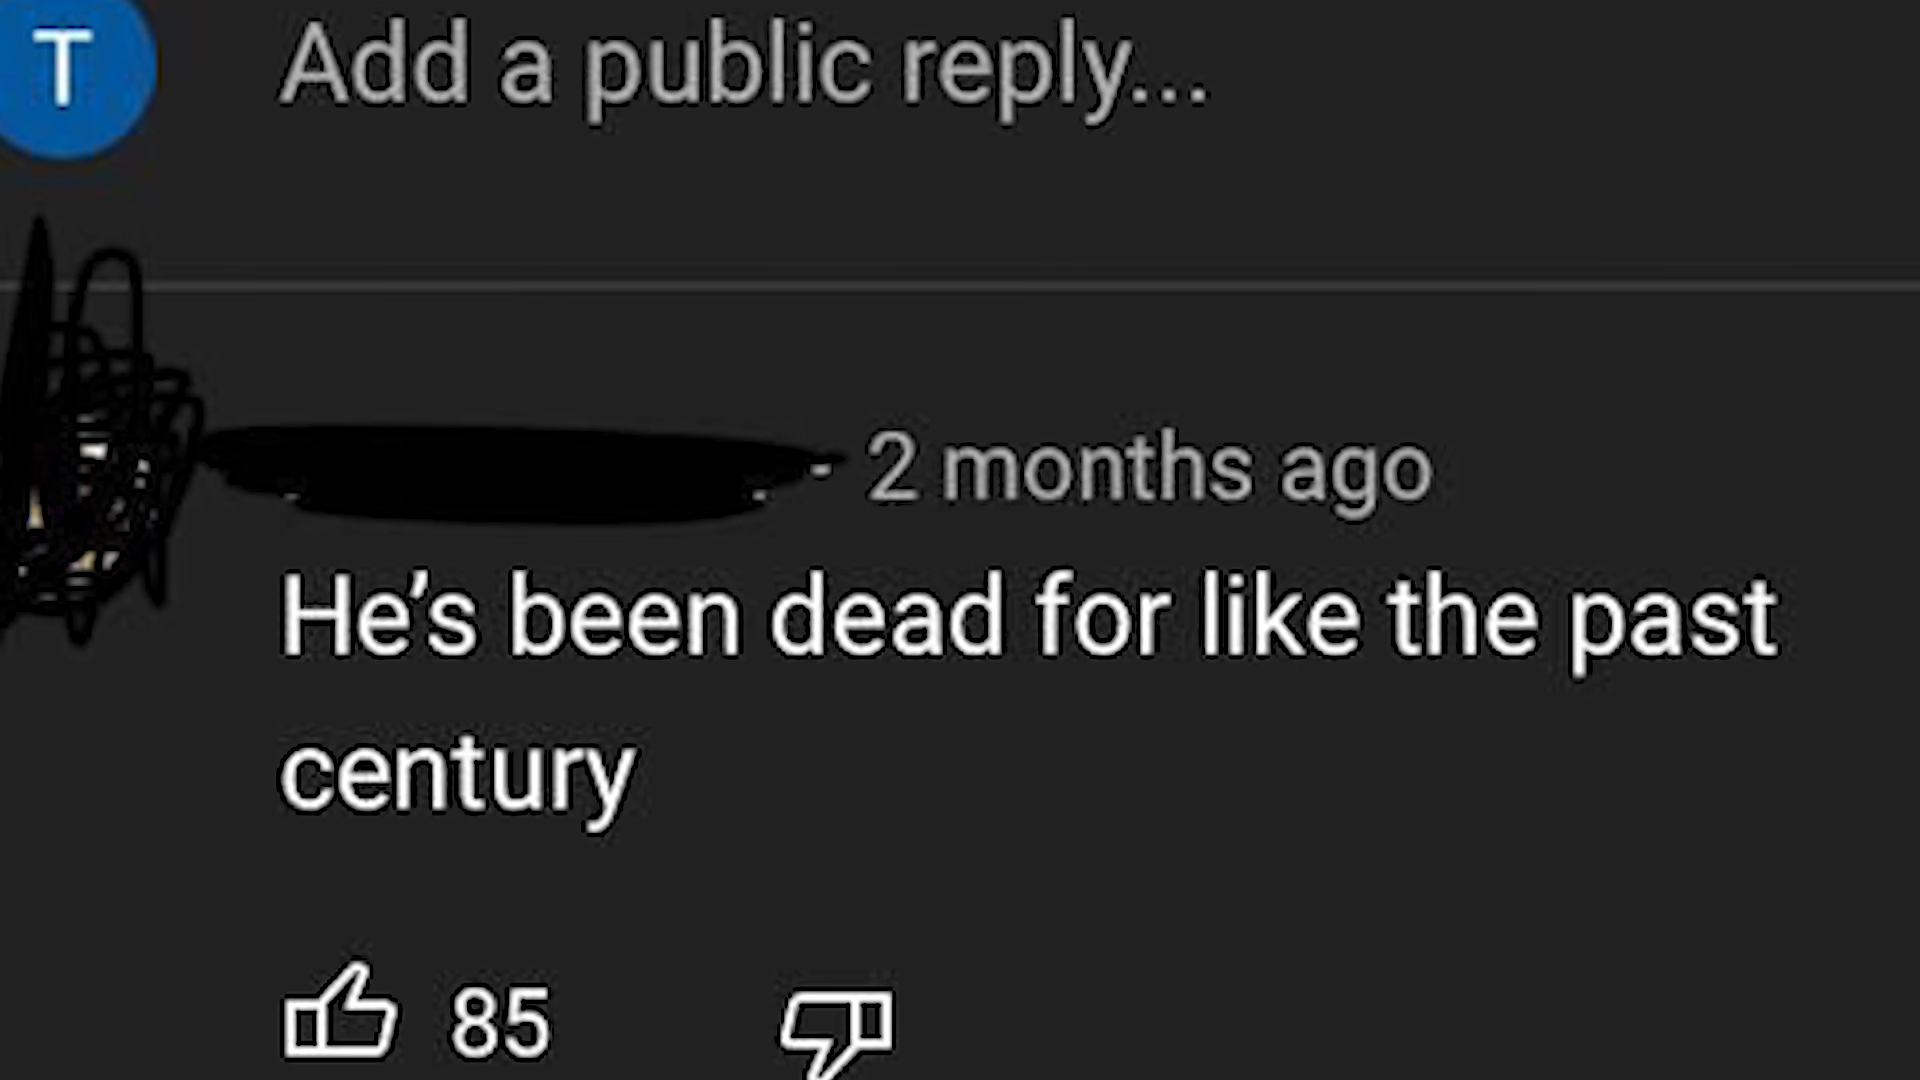 T
Add a public reply...
2 months ago
He’s been dead for like the past
century
85